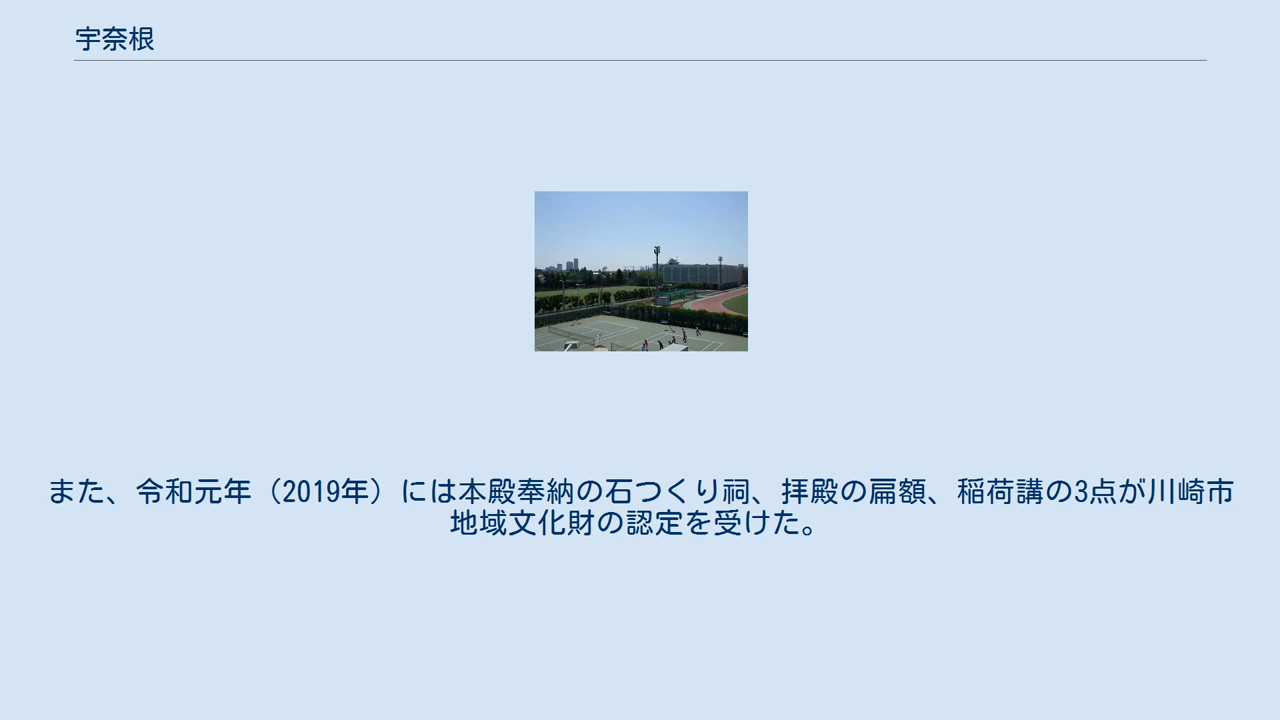 宇奈根
また、令和元年（2019年）には本殿奉納の石つくり祠、拝殿の扁額、稲荷講の3点が川崎市
地域文化財の認定を受けた。